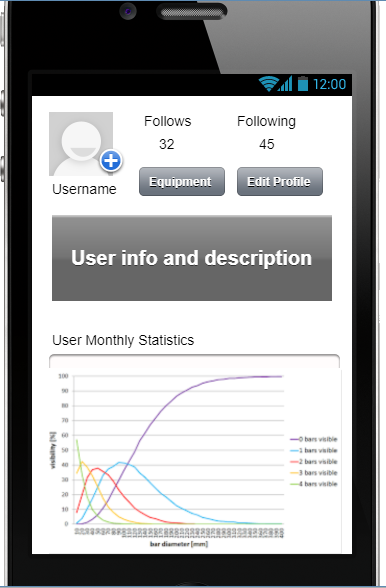 12:00
Follows
Following
32
45
Equipment
Edit Profile
Username
User info and description
User Monthly Statistics
100
90
80
70
60
50
40
30
20
10
0
visibility [%]
0 bars visible
1 bars visible
2 bars visible
3 bars visible
4 bars visible
bar diameter [mm]